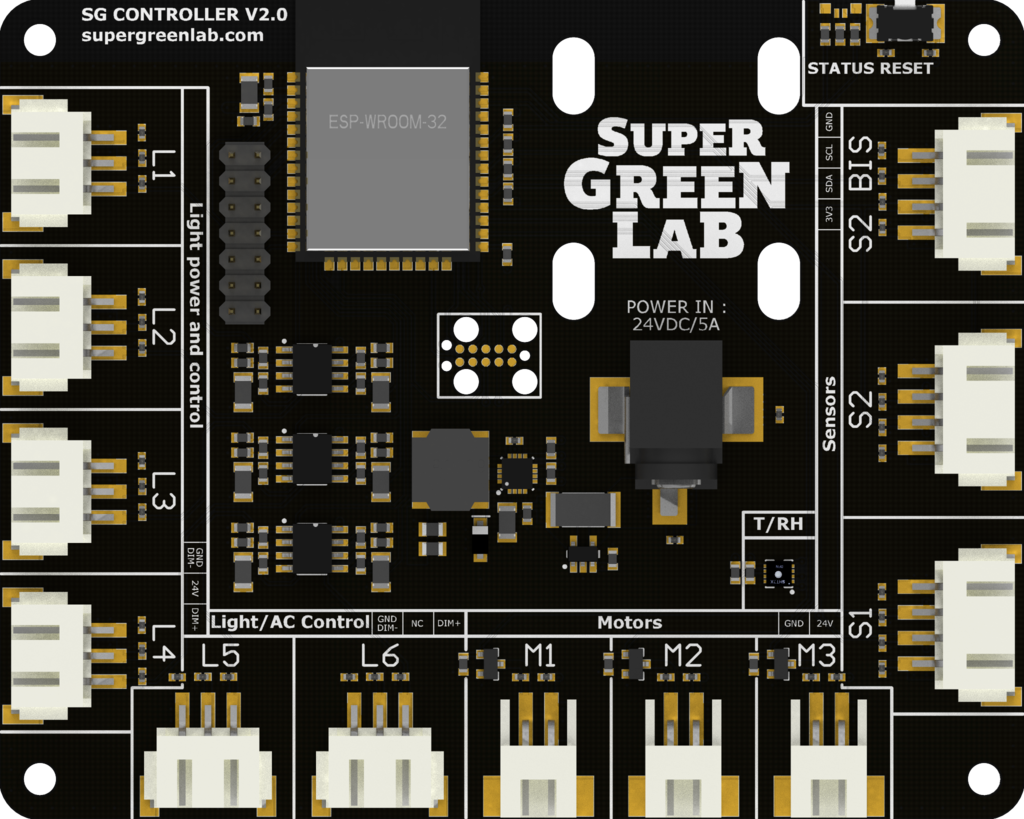 SG CONTROLLER V2.0
supergreenlab.com
STATUS RESET
ESP-WROOM-32
SUPER
GREEN
LAB
POWER IN :
24VDC/5A
L1
L2
L3
L4
Light power and control
GND
DIM-
24V
DIM+
GND
SCL
SDA
3V3
S2 BIS
S2
S1
Sensors
T/RH
Light/AC Control
GND
DIM-
NC
DIM+
Motors
GND
24V
L5
L6
M1
M2
M3